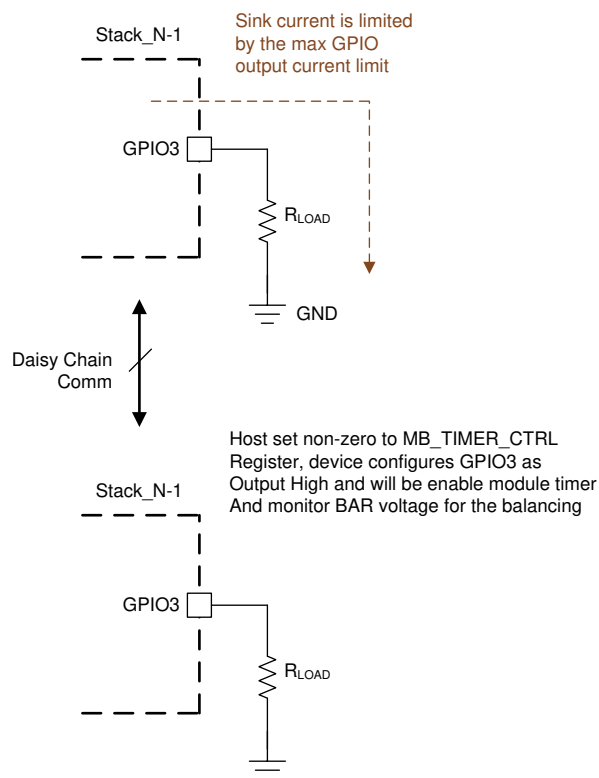 Sink current is limited
by the max GPIO
output current limit
Stack_N-1
GPIO3
RLOAD
GND
Daisy Chain
Comm
Host set non-zero to MB_TIMER_CTRL
Register, device configures GPIO3 as
Output High and will be enable module timer
And monitor BAR voltage for the balancing
Stack_N-1
GPIO3
RLOAD